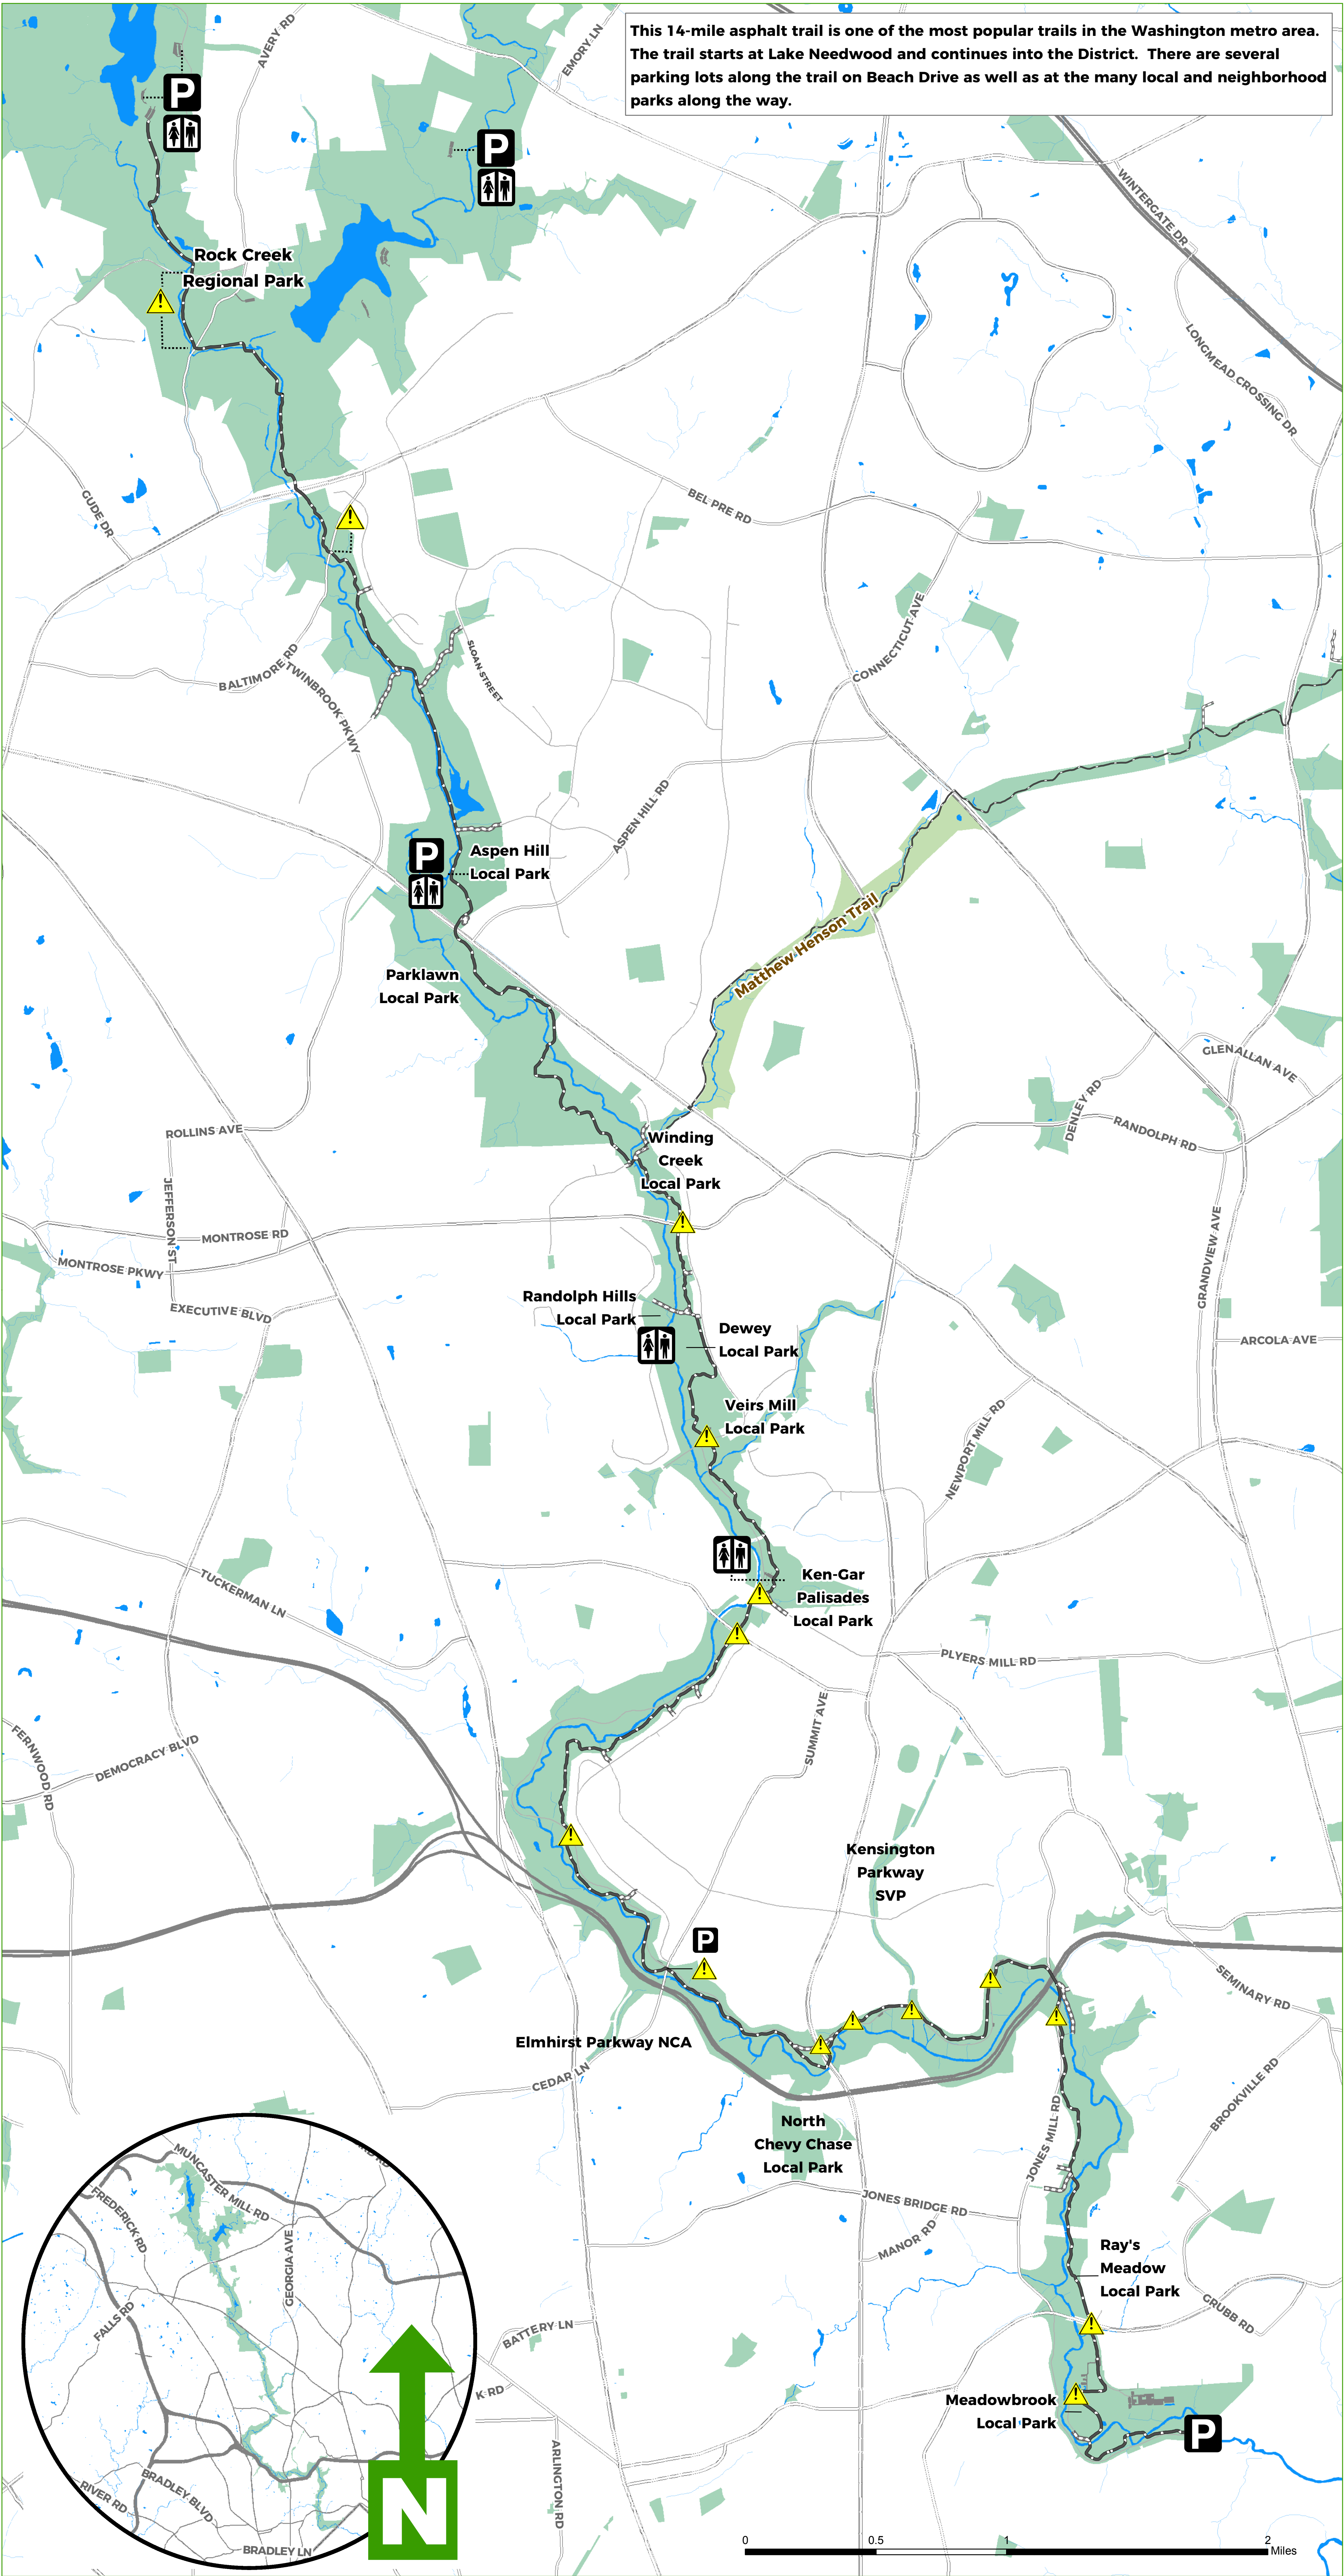 This 14-mile asphalt trail is one of the most popular trails in the Washington metro area.
The trail starts at Lake Needwood and continues into the District.  There are several
parking lots along the trail on Beach Drive as well as at the many local and neighborhood
parks along the way.
AVERY RD
EMORY LN
P
P
WINTERGATE DR
Rock Creek
Regional Park
!
LONGMEAD CROSSING DR
GUDE DR
BEL PRE RD
!
CONNECTICUT AVE
BALTIMORE RD
TWINBROOK PKWY
SLOAN STREET
ASPEN HILL RD
P
Aspen Hill
Local Park
Matthew Henson Trail
Parklawn
Local Park
GLENALLAN AVE
DENLEY RD
RANDOLPH RD
ROLLINS AVE
Winding
Creek
Local Park
JEFFERSON ST
MONTROSE RD
!
MONTROSE PKWY
GRANDVIEW AVE
EXECUTIVE BLVD
Randolph Hills
Local Park
Dewey
Local Park
ARCOLA AVE
Veirs Mill
Local Park
!
NEWPORT MILL RD
TUCKERMAN LN
Ken-Gar
Palisades
Local Park
!
!
PLYERS MILL RD
SUMMIT AVE
FERNWOOD RD
DEMOCRACY BLVD
!
Kensington
Parkway
SVP
P
!
!
SEMINARY RD
!
!
!
!
Elmhirst Parkway NCA
CEDAR LN
BROOKVILLE RD
North
Chevy Chase
Local Park
JONES MILL RD
JONES BRIDGE RD
MANOR RD
Ray's
Meadow
Local Park
GRUBB RD
!
MUNCASTER MILL RD
FREDERICK RD
GEORGIA AVE
FALLS RD
BATTERY LN
K RD
!
Meadowbrook
Local Park
P
ARLINGTON RD
BRADLEY BLVD
RIVER RD
BRADLEY LN
N
0 0.5 1 2
Miles